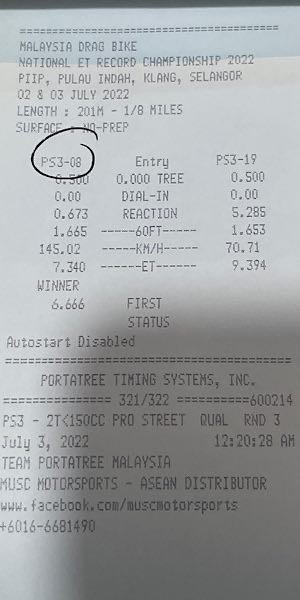 ==================================
MALAYSIA DRAG BIKE
NATIONAL ET RECORD CHAMPIONSHIP 2022
PIIP, PULAU INDAH, KLANG, SELANGOR
02 & 03 JULY 2022
LENGTH : 201M - 1/8 MILES
SURFACE : NO-PREP
PS3-08 Entry PS3-19
0.500 0.000 TREE 0.500
0.00 DIAL-IN 0.00
0.673 REACTION 5.285
1.665 -----60FT------ 1.653
145.02 -----KM/H------ 70.71
7.340 ------ET------- 9.394
WINNER
6.666 FIRST
STATUS
Autostart Disabled
========================================
PORTATREE TIMING SYSTEMS, INC.
=============== 321/322 ==========600214
PS3 - 2T<150CC PRO STREET QUAL RND 3
July 3, 2022 12:20:28 AM
TEAM PORTATREE MALAYSIA
MUSC MOTORSPORTS - ASEAN DISTRIBUTOR
www.facebook.com/muscmotorsports
+6016-6681490